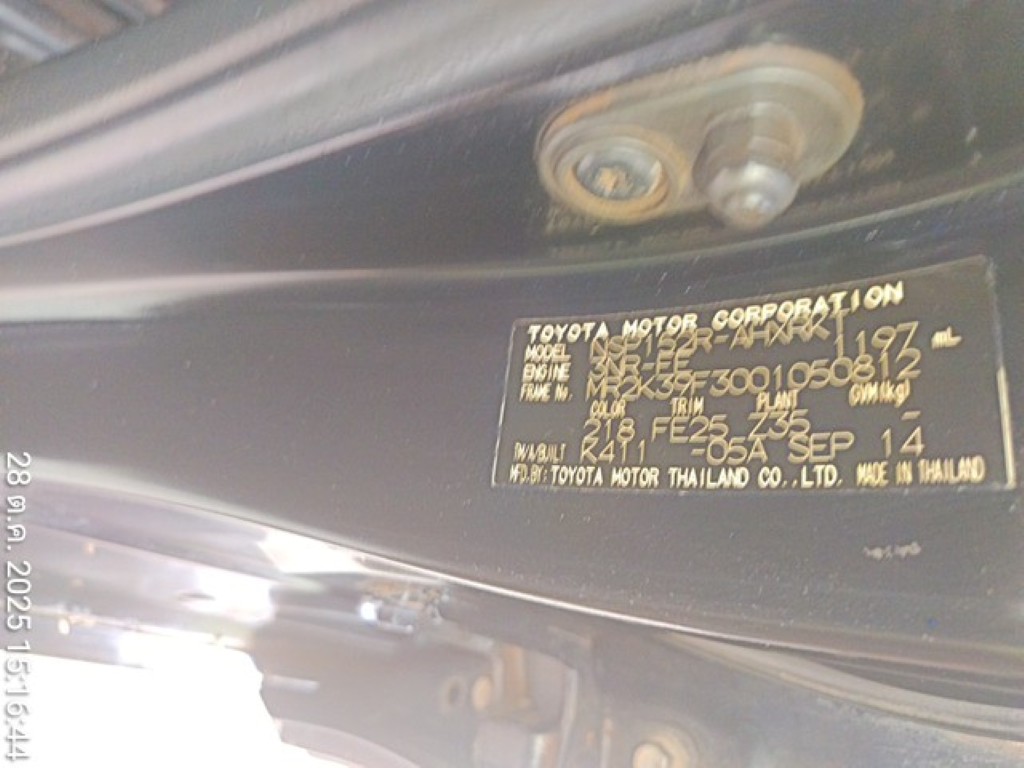 TOYOTA MOTOR CORPORATION
MODEL NSP152R-AHXRKT
ENGINE 3NR-FE 1197 mL
FRAME No. MR2K39F3001050812
COLOR TRIM PLANT GVM(kg)
218 FE25 Z35 -
TM/A/BUILT K411 -05A SEP 14
MFD.BY: TOYOTA MOTOR THAILAND CO.,LTD. MADE IN THAILAND
28 ต.ค. 2025 15:16:44